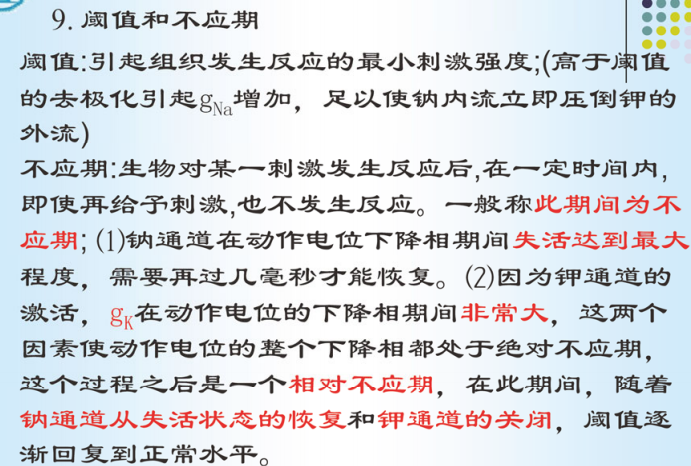 9. 阈值和不应期
阈值:引起组织发生反应的最小刺激强度;(高于阈值
的去极化引起gNa增加，足以使钠内流立即压倒钾的
外流)
不应期:生物对某一刺激发生反应后,在一定时间内,
即使再给予刺激,也不发生反应。一般称此期间为不
应期; (1)钠通道在动作电位下降相期间失活达到最大
程度，需要再过几毫秒才能恢复。(2)因为钾通道的
激活，gK在动作电位的下降相期间非常大，这两个
因素使动作电位的整个下降相都处于绝对不应期，
这个过程之后是一个相对不应期，在此期间，随着
钠通道从失活状态的恢复和钾通道的关闭，阈值逐
渐回复到正常水平。